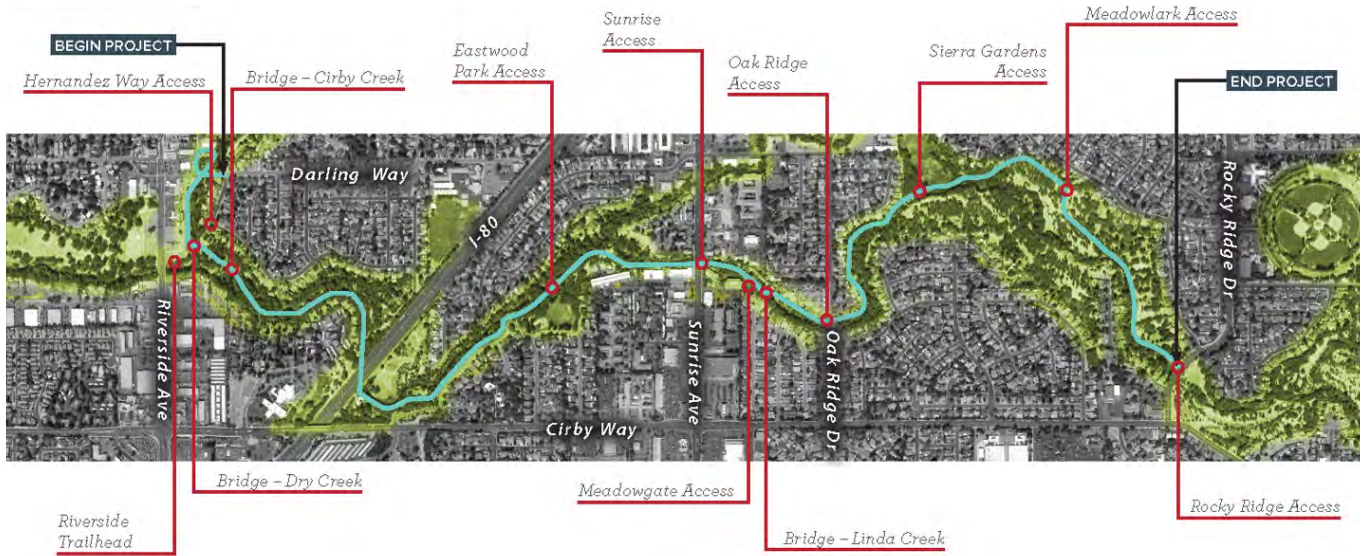 Sunrise
Access
Meadowlark Access
BEGIN PROJECT
Eastwood
Park Access
Oak Ridge
Access
Sierra Gardens
Access
Hernandez Way Access
Bridge – Cirby Creek
END PROJECT
Darling Way
I-80
Rocky Ridge Dr
Riverside Ave
Sunrise Ave
Oak Ridge Dr
Cirby Way
Bridge – Dry Creek
Meadowgate Access
Rocky Ridge Access
Riverside
Trailhead
Bridge – Linda Creek